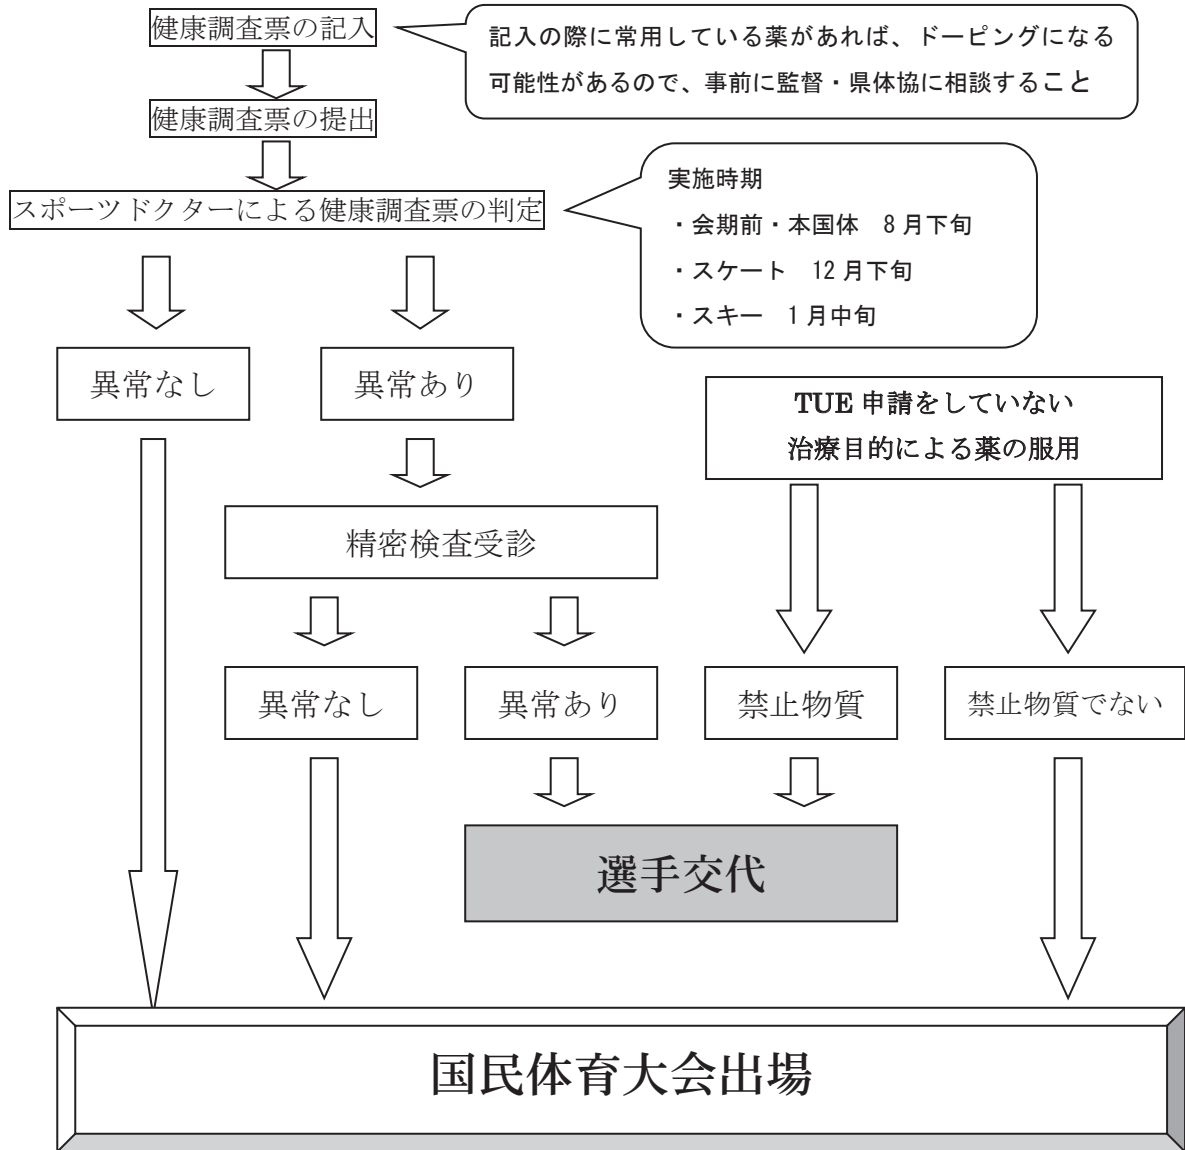 健康調査票の記入
記入の際に常用している薬があれば、ドーピングになる
可能性があるので、事前に監督・県体協に相談すること
健康調査票の提出
スポーツドクターによる健康調査票の判定
実施時期
・会期前・本国体　8月下旬
・スケート　12月下旬
・スキー　1月中旬
異常なし
異常あり
TUE 申請をしていない
治療目的による薬の服用
精密検査受診
異常なし
異常あり
禁止物質
禁止物質でない
選手交代
国民体育大会出場